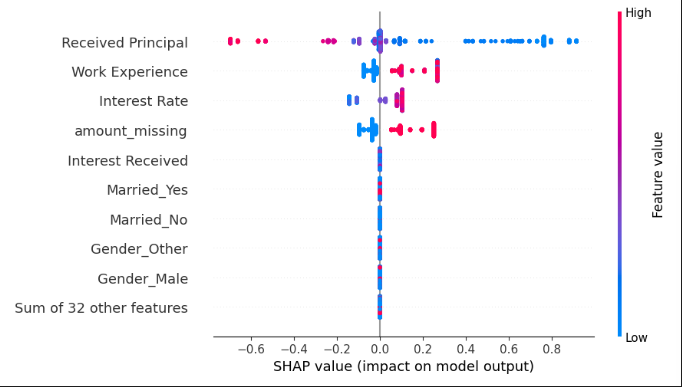 High
Received Principal
Work Experience
Interest Rate
amount_missing
Interest Received
Married_Yes
Married_No
Gender_Other
Gender_Male
Sum of 32 other features
Feature value
Low
−0.6 −0.4 −0.2 0.0 0.2 0.4 0.6 0.8
SHAP value (impact on model output)